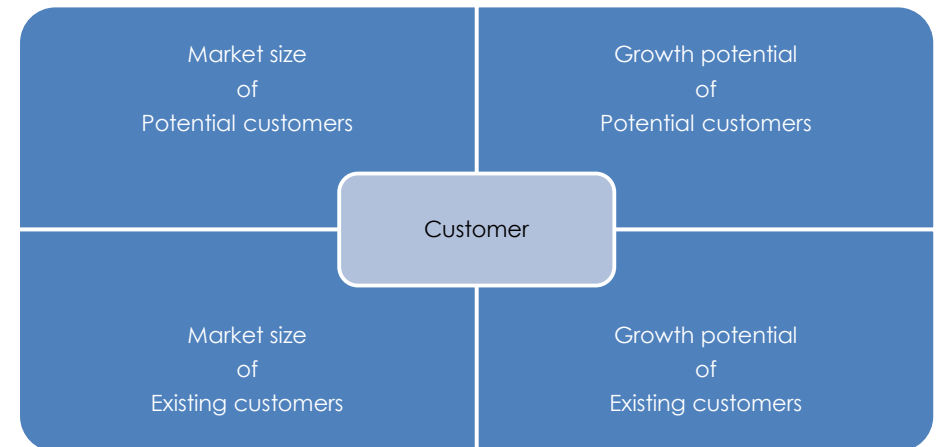 Market size
of
Potential customers
Growth potential
of
Potential customers
Customer
Market size
of
Existing customers
Growth potential
of
Existing customers